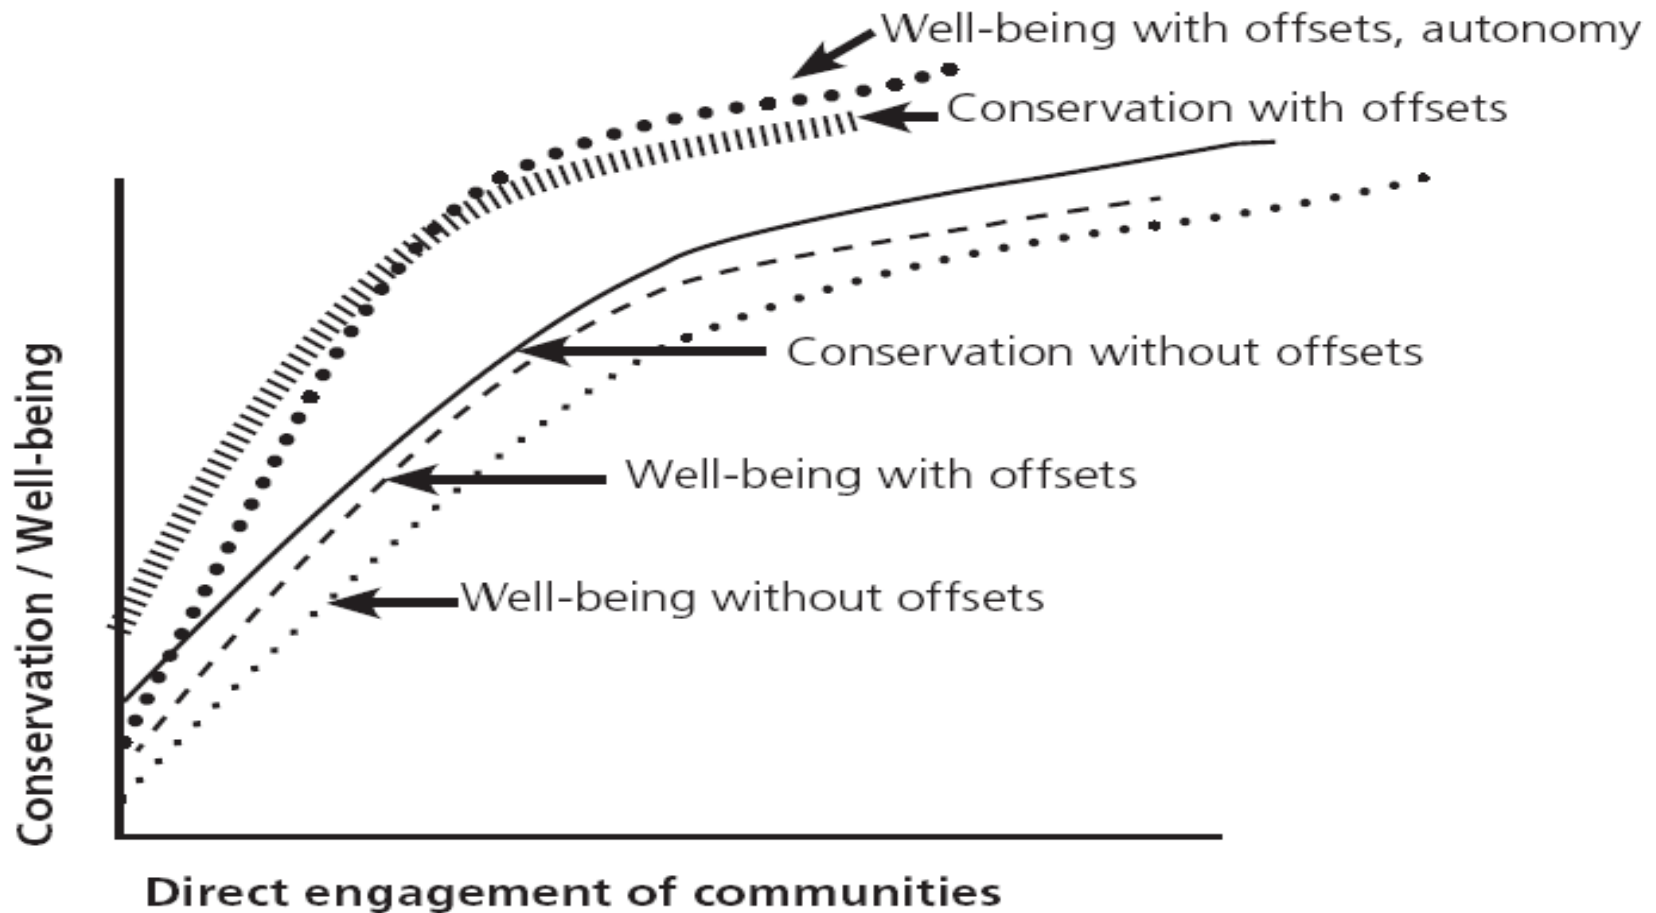 Well-being with offsets, autonomy
Conservation with offsets
Conservation without offsets
Well-being with offsets
Well-being without offsets
Conservation / Well-being
Direct engagement of communities